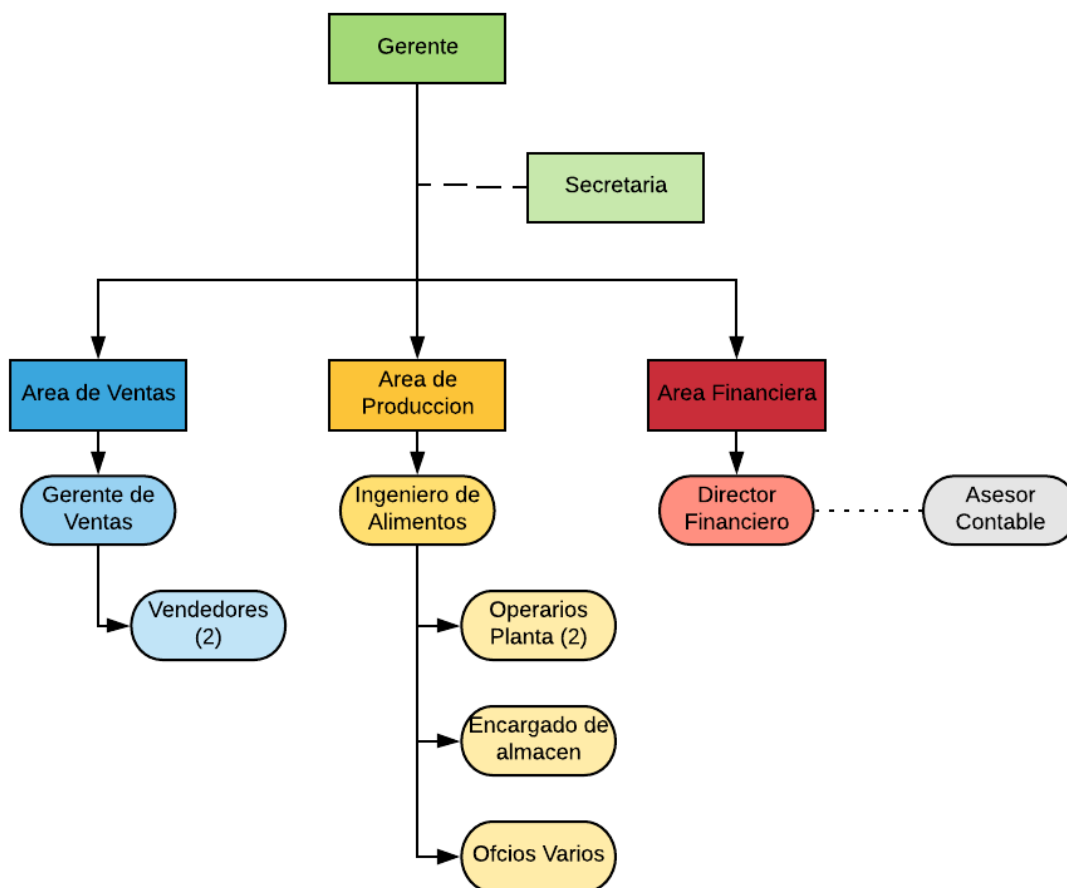 Gerente
Secretaria
Area de Ventas
Area de
Produccion
Area Financiera
Gerente de
Ventas
Ingeniero de
Alimentos
Director
Financiero
Asesor
Contable
Vendedores
(2)
Operarios
Planta (2)
Encargado de
almacen
Ofcios Varios